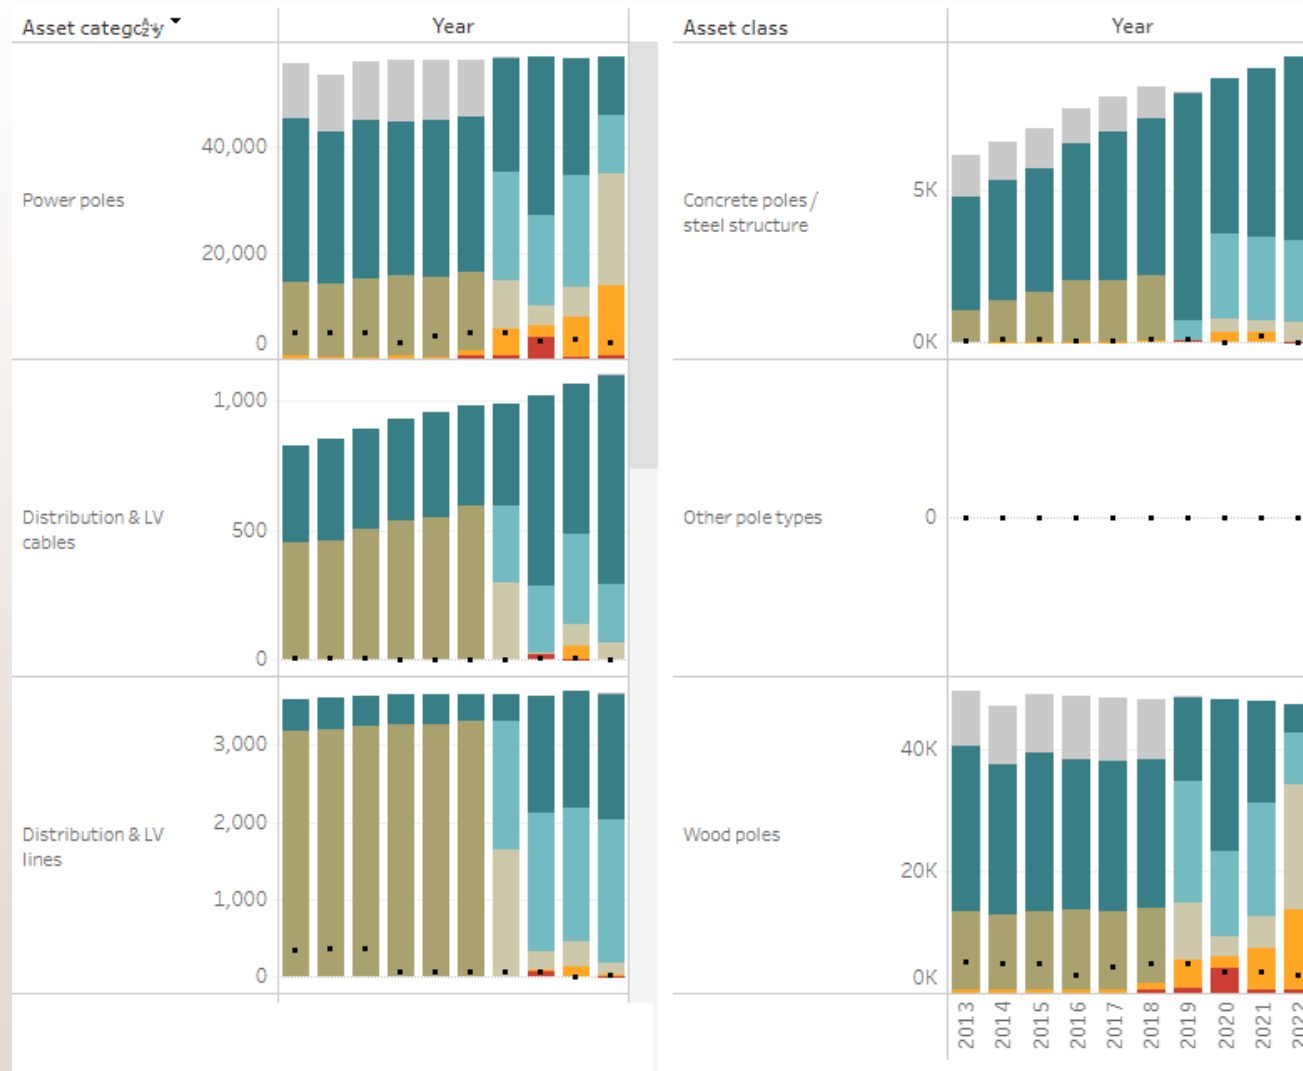 Asset category
Year
Power poles
40,000
20,000
0
Distribution & LV
cables
1,000
500
0
Distribution & LV
lines
3,000
2,000
1,000
0
Asset class
Year
Concrete poles/
steel structure
5K
0K
Other pole types
0
Wood poles
40K
20K
0K
2013
2014
2015
2016
2017
2018
2019
2020
2021
2022